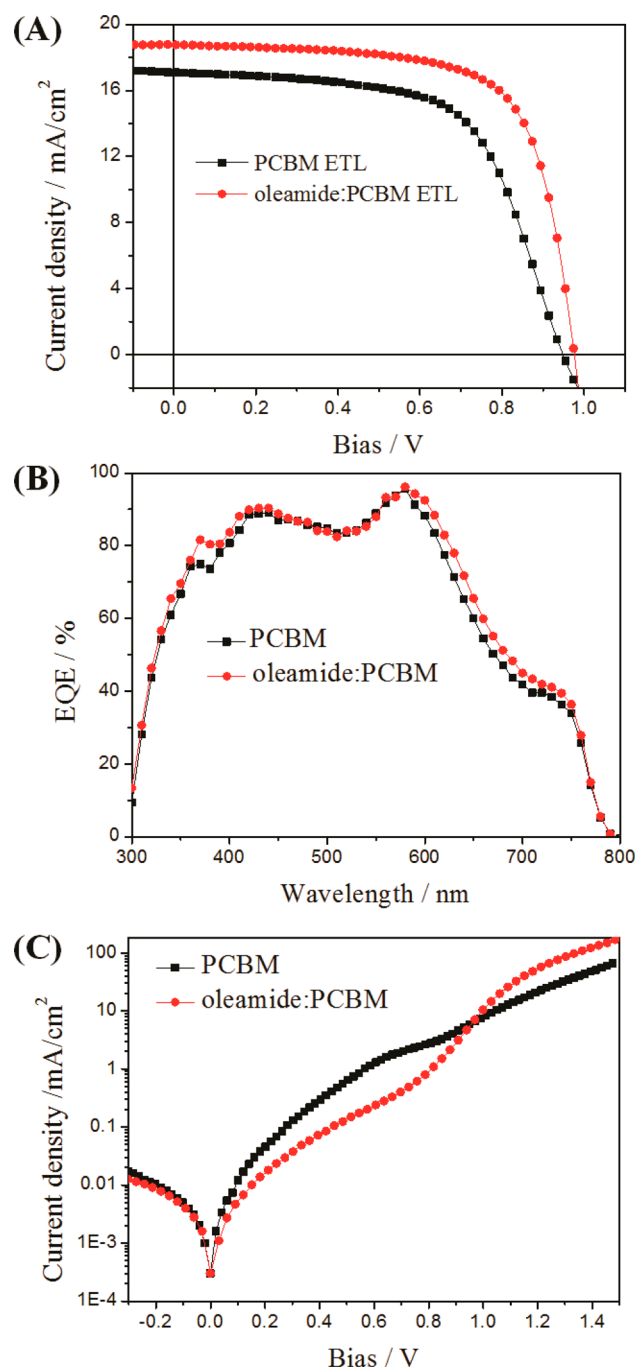 (A)
20
16
12
8
4
0
Current density / mA/cm²
PCBM ETL
oleamide:PCBM ETL
0.0 0.2 0.4 0.6 0.8 1.0
Bias / V
(B)
100
80
60
40
20
0
EQE / %
PCBM
oleamide:PCBM
300 400 500 600 700 800
Wavelength / nm
(C)
100
10
1
0.1
0.01
1E-3
1E-4
Current density /mA/cm²
PCBM
oleamide:PCBM
-0.2 0.0 0.2 0.4 0.6 0.8 1.0 1.2 1.4
Bias / V